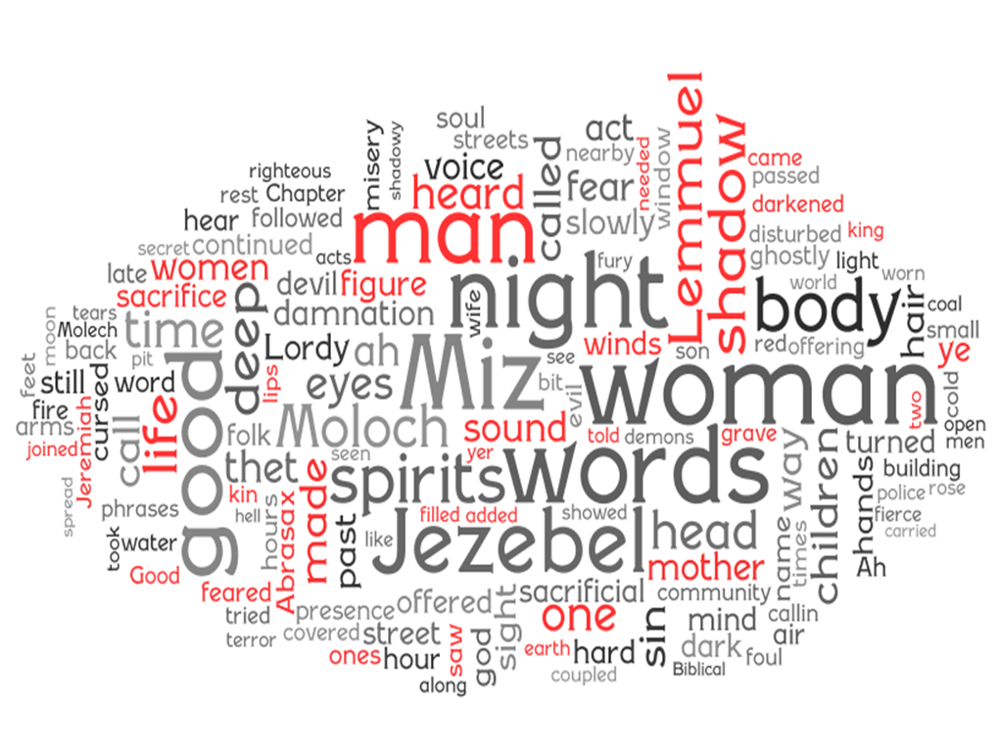 soul
streets
act
misery
shadowy
voice
called
nearby
needed
window
Lemmuel
shadow
came
passed
righteous
rest
Chapter
heard
fear
darkened
hear
followed
man
slowly
disturbed
king
secret
continued
acts
fury
ghostly
light
late
women
devil
figure
night
world
worn
sacrifice
deep
damnation
wife
body
hair
coal
moon
tears
Molech
time
Lordy
ah
Miz
see
winds
son
red
offering
small
ye
back
pit
good
lips
eyes
bit
evil
woman
two
cold
feet
still
word
fire
cursed
life
folk
Moloch
sound
told
demons
grave
way
turned
open
men
arms
joined
Jeremiah
call
thet
seen
yer
spirits
words
children
hands
building
spread
phrases
kin
hell
hours
Abrasax
made
past
filled
added
showed
police
rose
fierce
carried
took
water
like
Jezebel
head
name
times
Good
mother
Ah
feared
presence
offered
sight
sacrificial
community
tried
covered
street
one
sin
mind
callin
terror
ones
hour
saw
god
earth
hard
dark
air
foul
along
coupled
Biblical